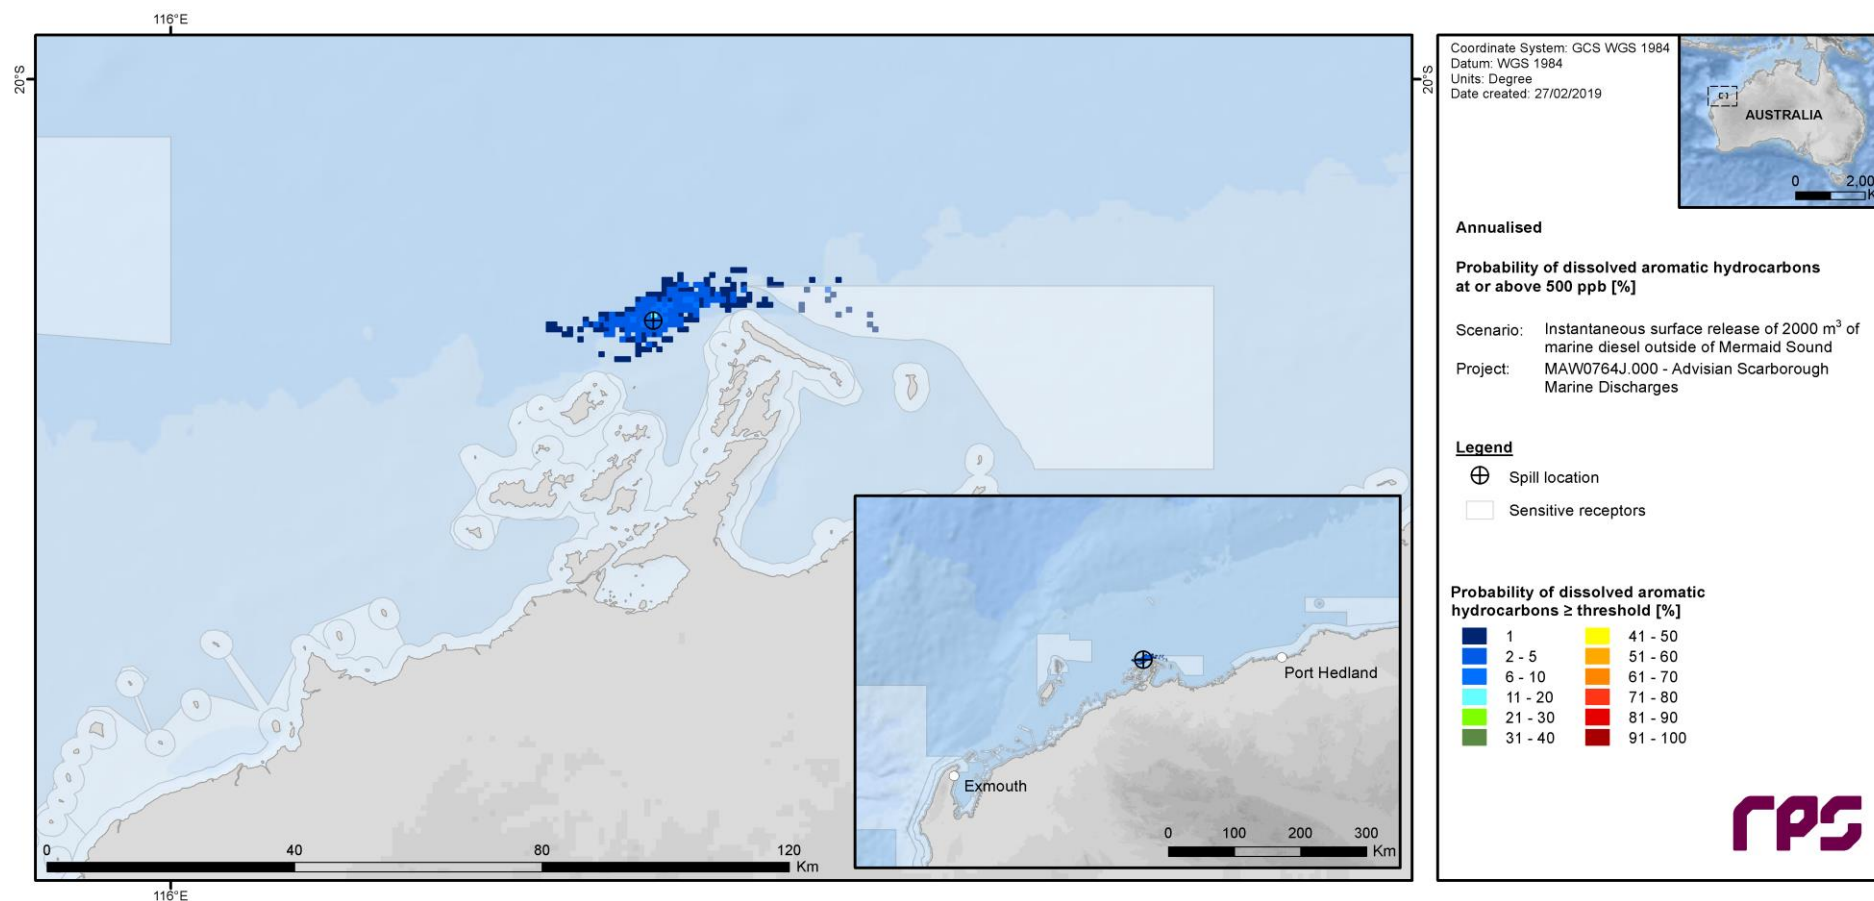 116°E
20°S
20°S
116°E
0 40 80 120 Km
Port Hedland
Exmouth
0 100 200 300 Km
Coordinate System: GCS WGS 1984
Datum: WGS 1984
Units: Degree
Date created: 27/02/2019
AUSTRALIA
0 2,00
K
Annualised
Probability of dissolved aromatic hydrocarbons
at or above 500 ppb [%]
Scenario: Instantaneous surface release of 2000 m³ of
marine diesel outside of Mermaid Sound
Project: MAW0764J.000 - Advisian Scarborough
Marine Discharges
Legend
Spill location
Sensitive receptors
Probability of dissolved aromatic
hydrocarbons ≥ threshold [%]
1 41 - 50
2 - 5 51 - 60
6 - 10 61 - 70
11 - 20 71 - 80
21 - 30 81 - 90
31 - 40 91 - 100
rps